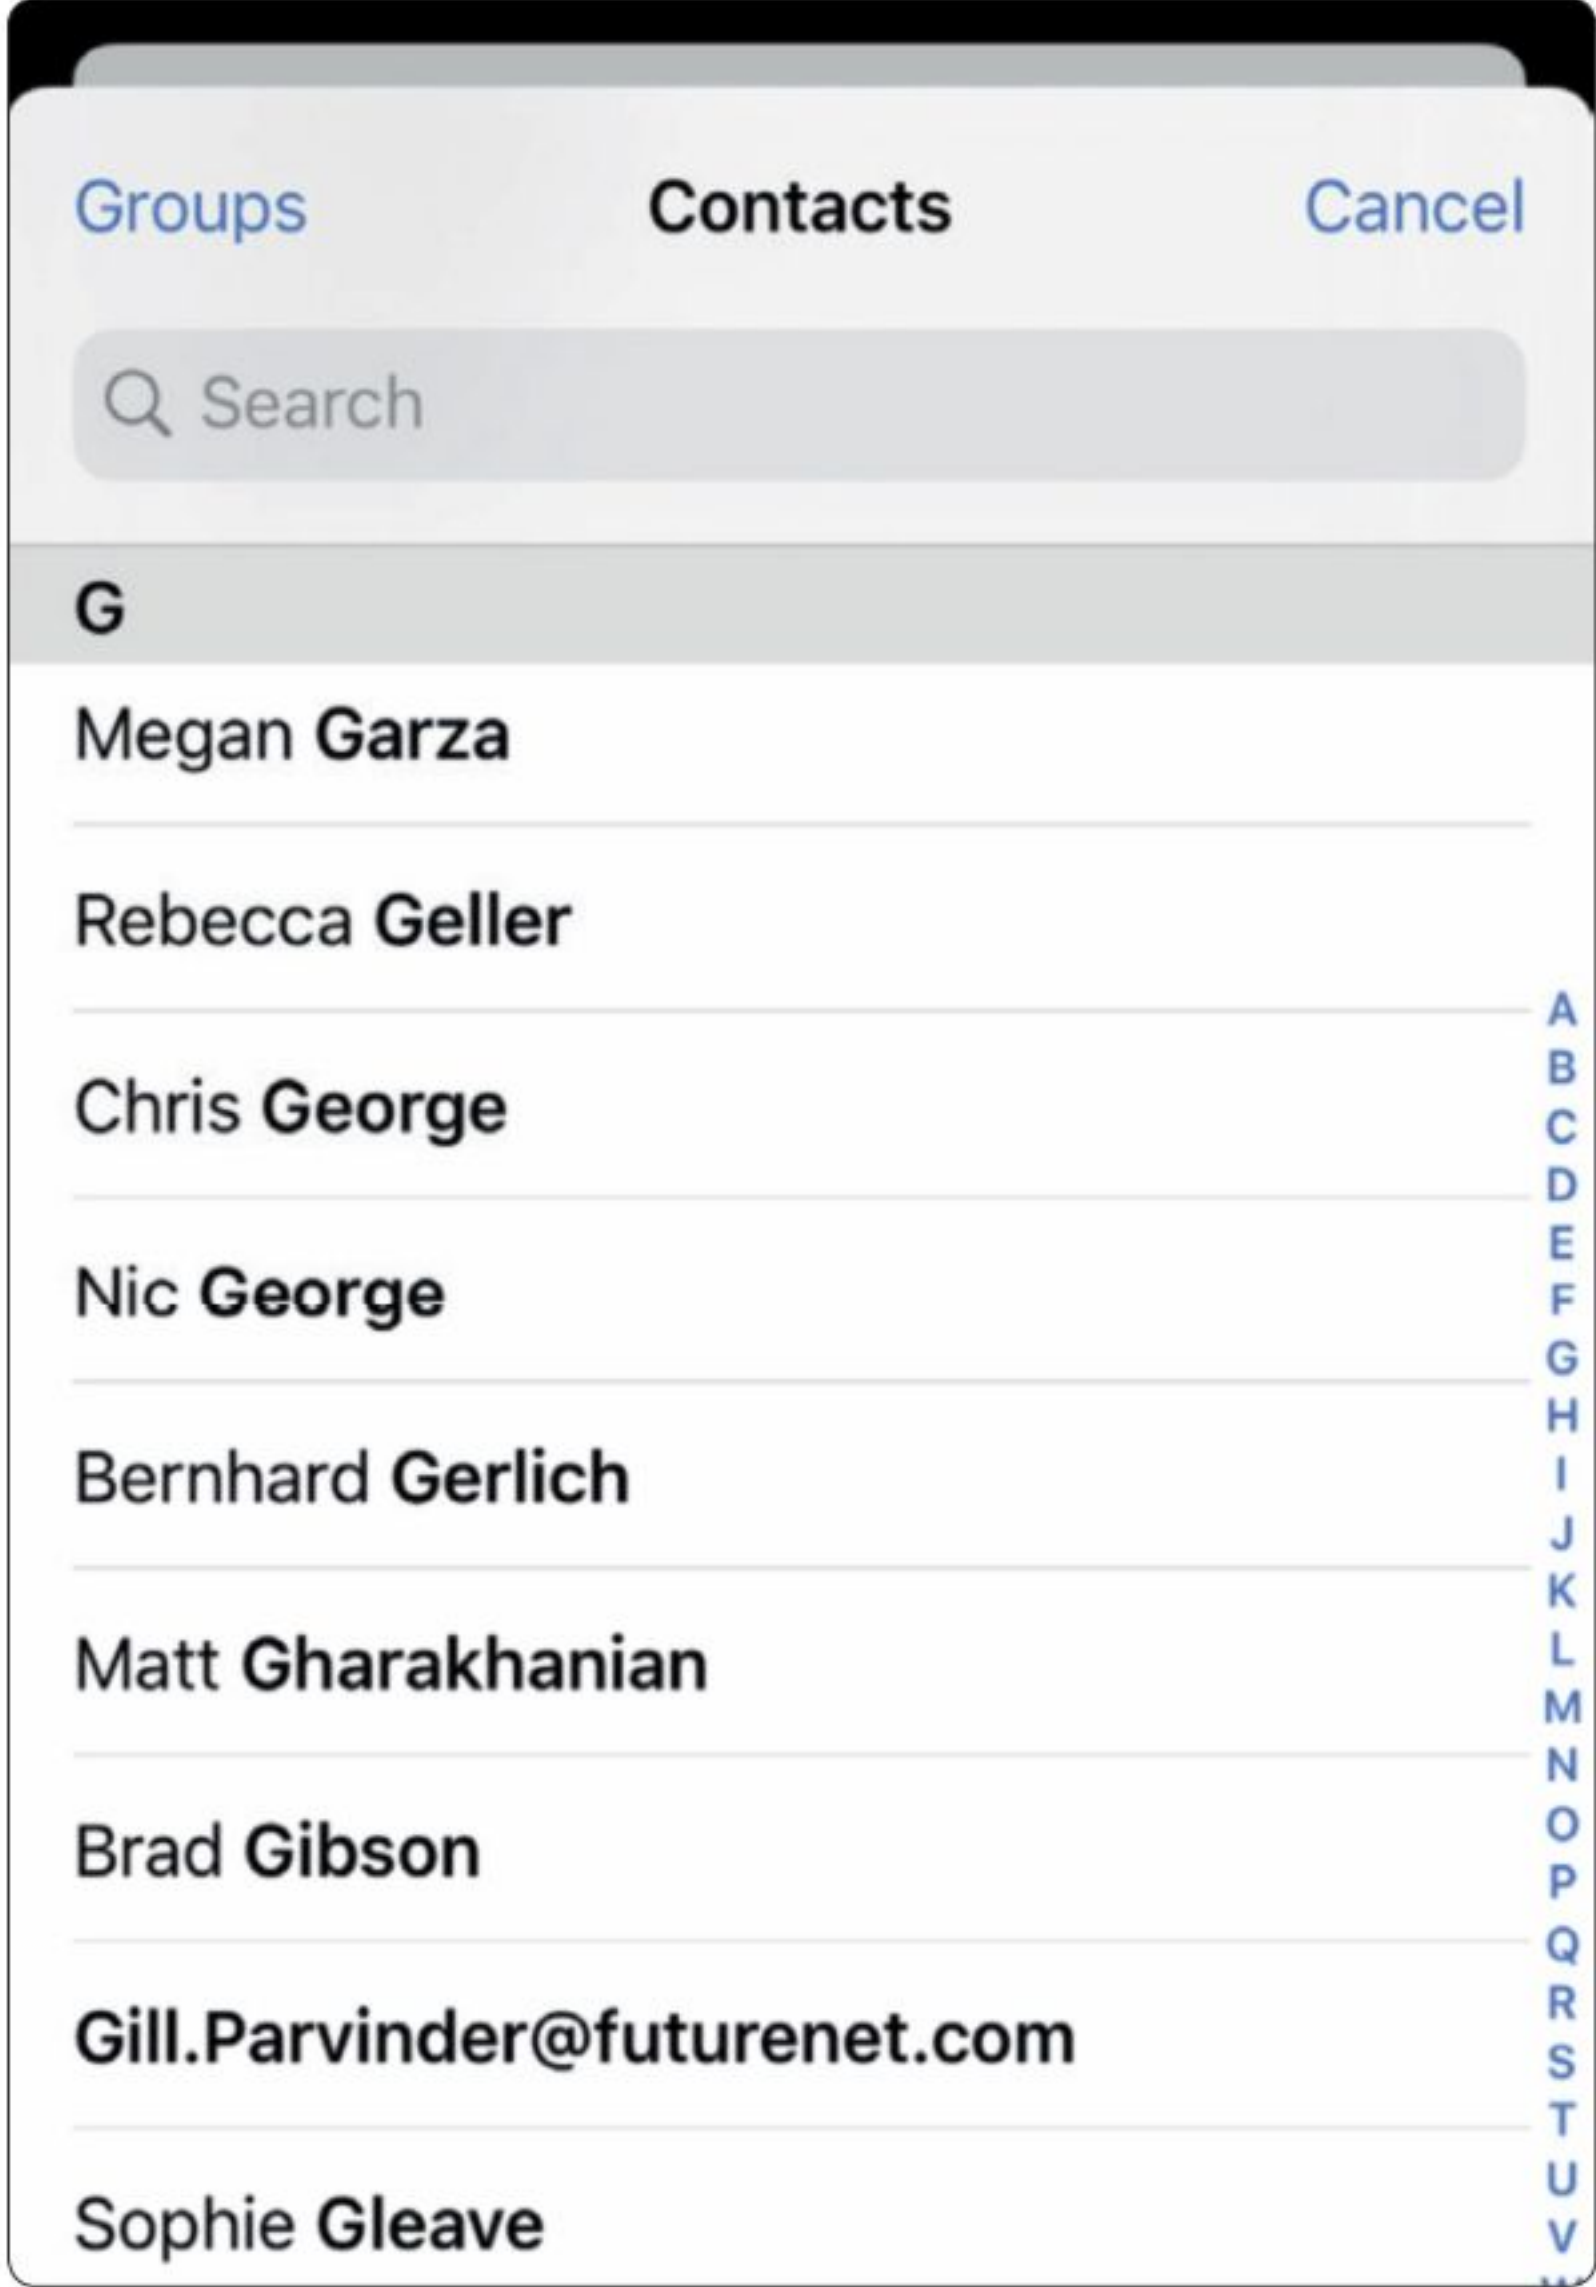 Groups Contacts Cancel
Search
G
Megan Garza
Rebecca Geller
Chris George
Nic George
Bernhard Gerlich
Matt Gharakhanian
Brad Gibson
Gill.Parvinder@futurenet.com
Sophie Gleave
A
B
C
D
E
F
G
H
I
J
K
L
M
N
O
P
Q
R
S
T
U
V